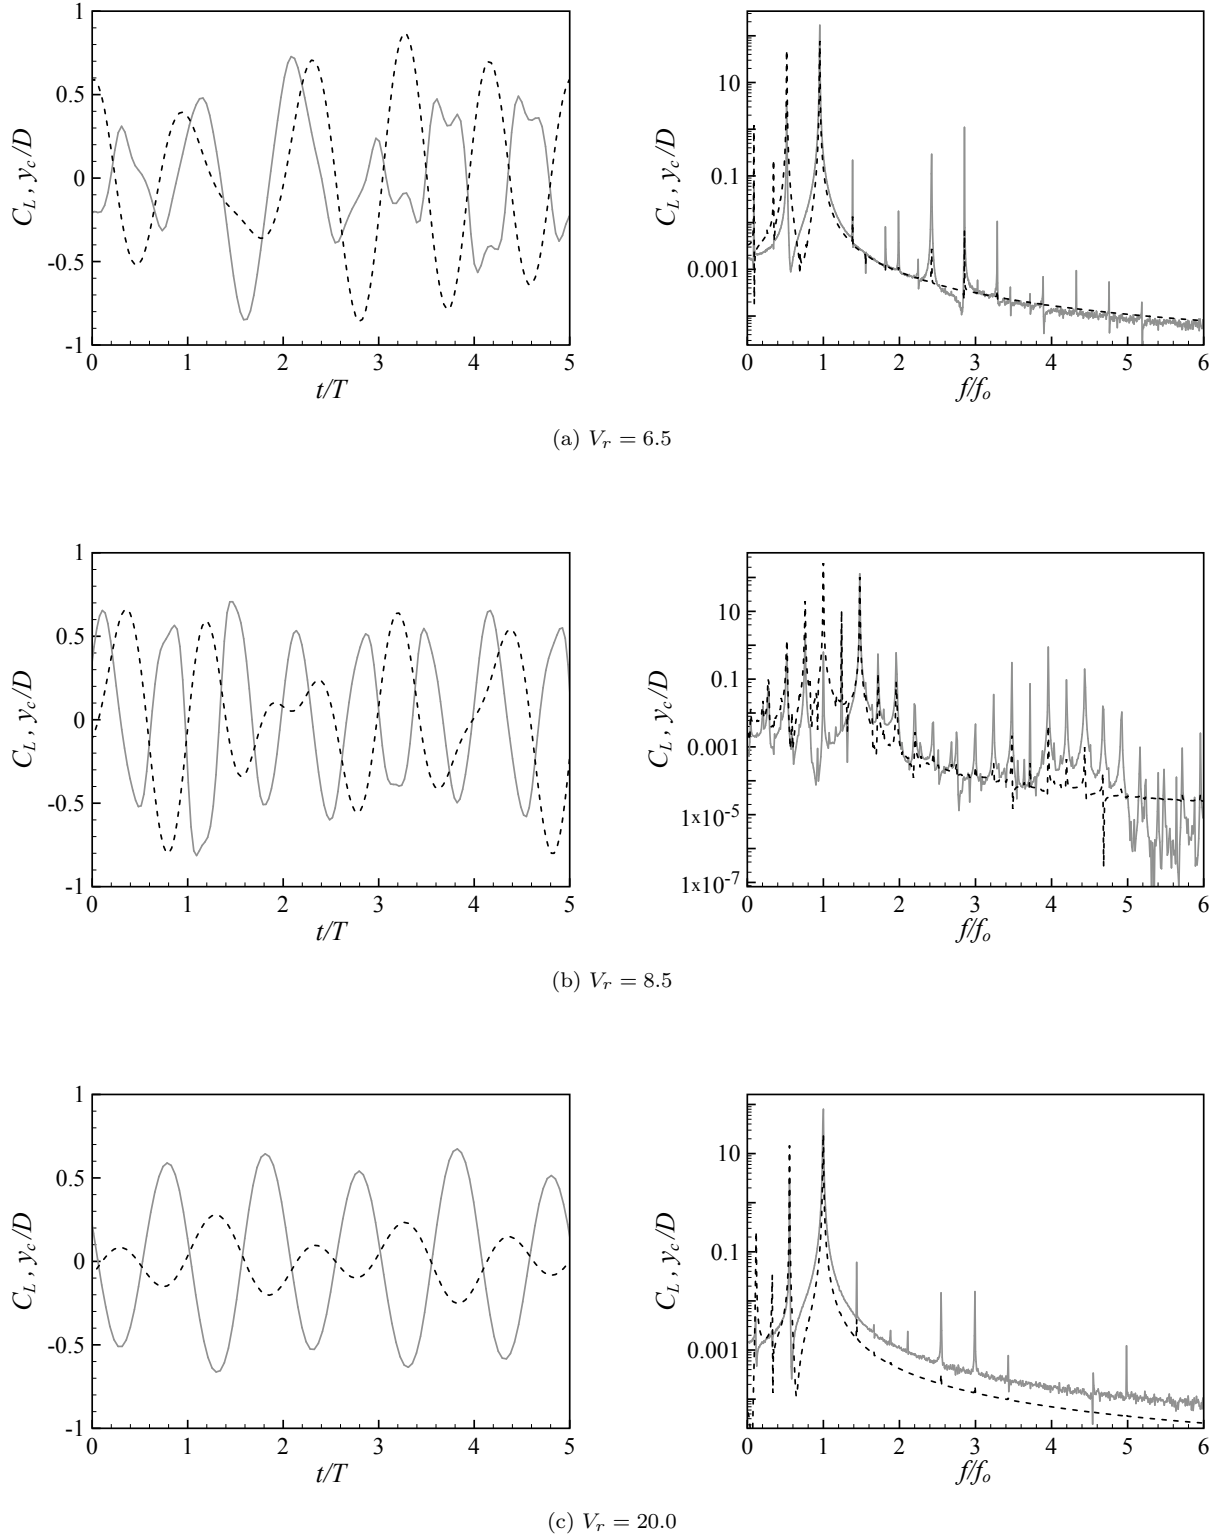 1
0.5
0
-0.5
-1
C_L , y_c/D
0 1 2 3 4 5
t/T
10
0.1
0.001
C_L , y_c/D
0 1 2 3 4 5 6
f/f_o
(a) V_r = 6.5
1
0.5
0
-0.5
-1
C_L , y_c/D
0 1 2 3 4 5
t/T
10
0.1
0.001
1x10^-5
1x10^-7
C_L , y_c/D
0 1 2 3 4 5 6
f/f_o
(b) V_r = 8.5
1
0.5
0
-0.5
-1
C_L , y_c/D
0 1 2 3 4 5
t/T
10
0.1
0.001
C_L , y_c/D
0 1 2 3 4 5 6
f/f_o
(c) V_r = 20.0